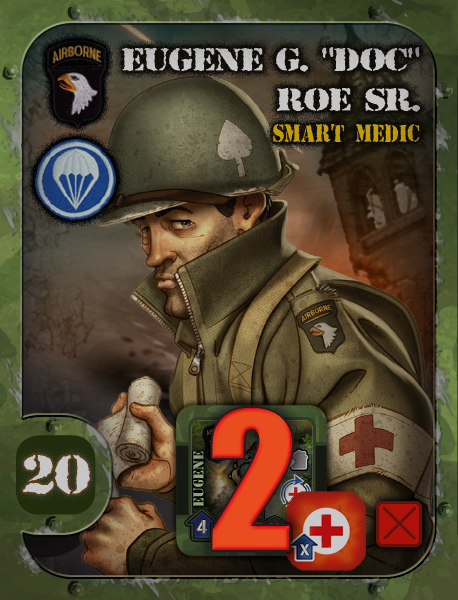 AIRBORNE
EUGENE G. "DOC"
ROE SR.
SMART MEDIC
AIRBORNE
20
EUGENE
4
2
X